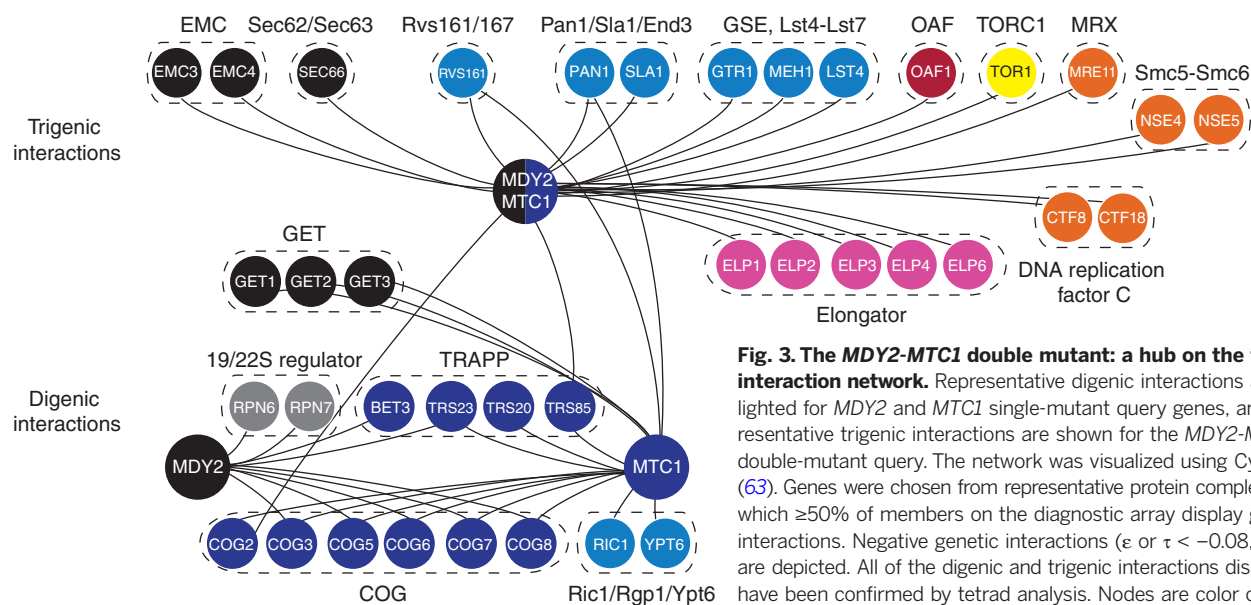 EMC
Sec62/Sec63
Rvs161/167
Pan1/Sla1/End3
GSE, Lst4-Lst7
OAF
TORC1
MRX
EMC3
EMC4
SEC66
RVS161
PAN1
SLA1
GTR1
MEH1
LST4
OAF1
TOR1
MRE11
Smc5-Smc6
NSE4
NSE5
Trigenic
interactions
MDY2
MTC1
CTF8
CTF18
DNA replication
factor C
GET
GET1
GET2
GET3
ELP1
ELP2
ELP3
ELP4
ELP6
Elongator
19/22S regulator
TRAPP
RPN6
RPN7
BET3
TRS23
TRS20
TRS85
Digenic
interactions
MDY2
MTC1
COG2
COG3
COG5
COG6
COG7
COG8
RIC1
YPT6
COG
Ric1/Rgp1/Ypt6
Fig. 3. The MDY2-MTC1 double mutant: a hub on the
interaction network. Representative digenic interactions
lighted for MDY2 and MTC1 single-mutant query genes,
resentative trigenic interactions are shown for the MDY2-
double-mutant query. The network was visualized using Cy
(63). Genes were chosen from representative protein comple
which ≥50% of members on the diagnostic array display
interactions. Negative genetic interactions (ε or τ < −0.08,
are depicted. All of the digenic and trigenic interactions dis
have been confirmed by tetrad analysis. Nodes are color